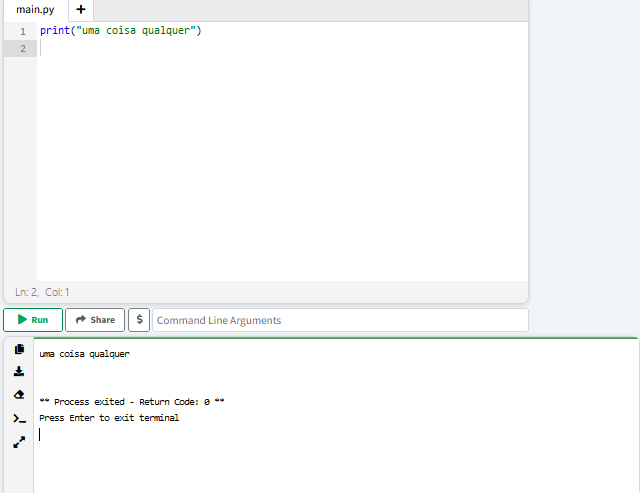 main.py +
1 print("uma coisa qualquer")
2
Ln: 2, Col: 1
Run Share $ Command Line Arguments
uma coisa qualquer
** Process exited - Return Code: 0 **
Press Enter to exit terminal